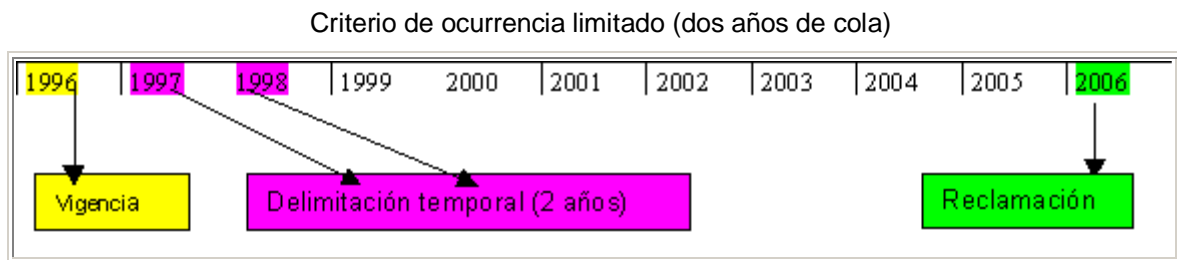 Criterio de ocurrencia limitado (dos años de cola)
1996 1997 1998 1999 2000 2001 2002 2003 2004 2005 2006
Vigencia Delimitación temporal (2 años) Reclamación